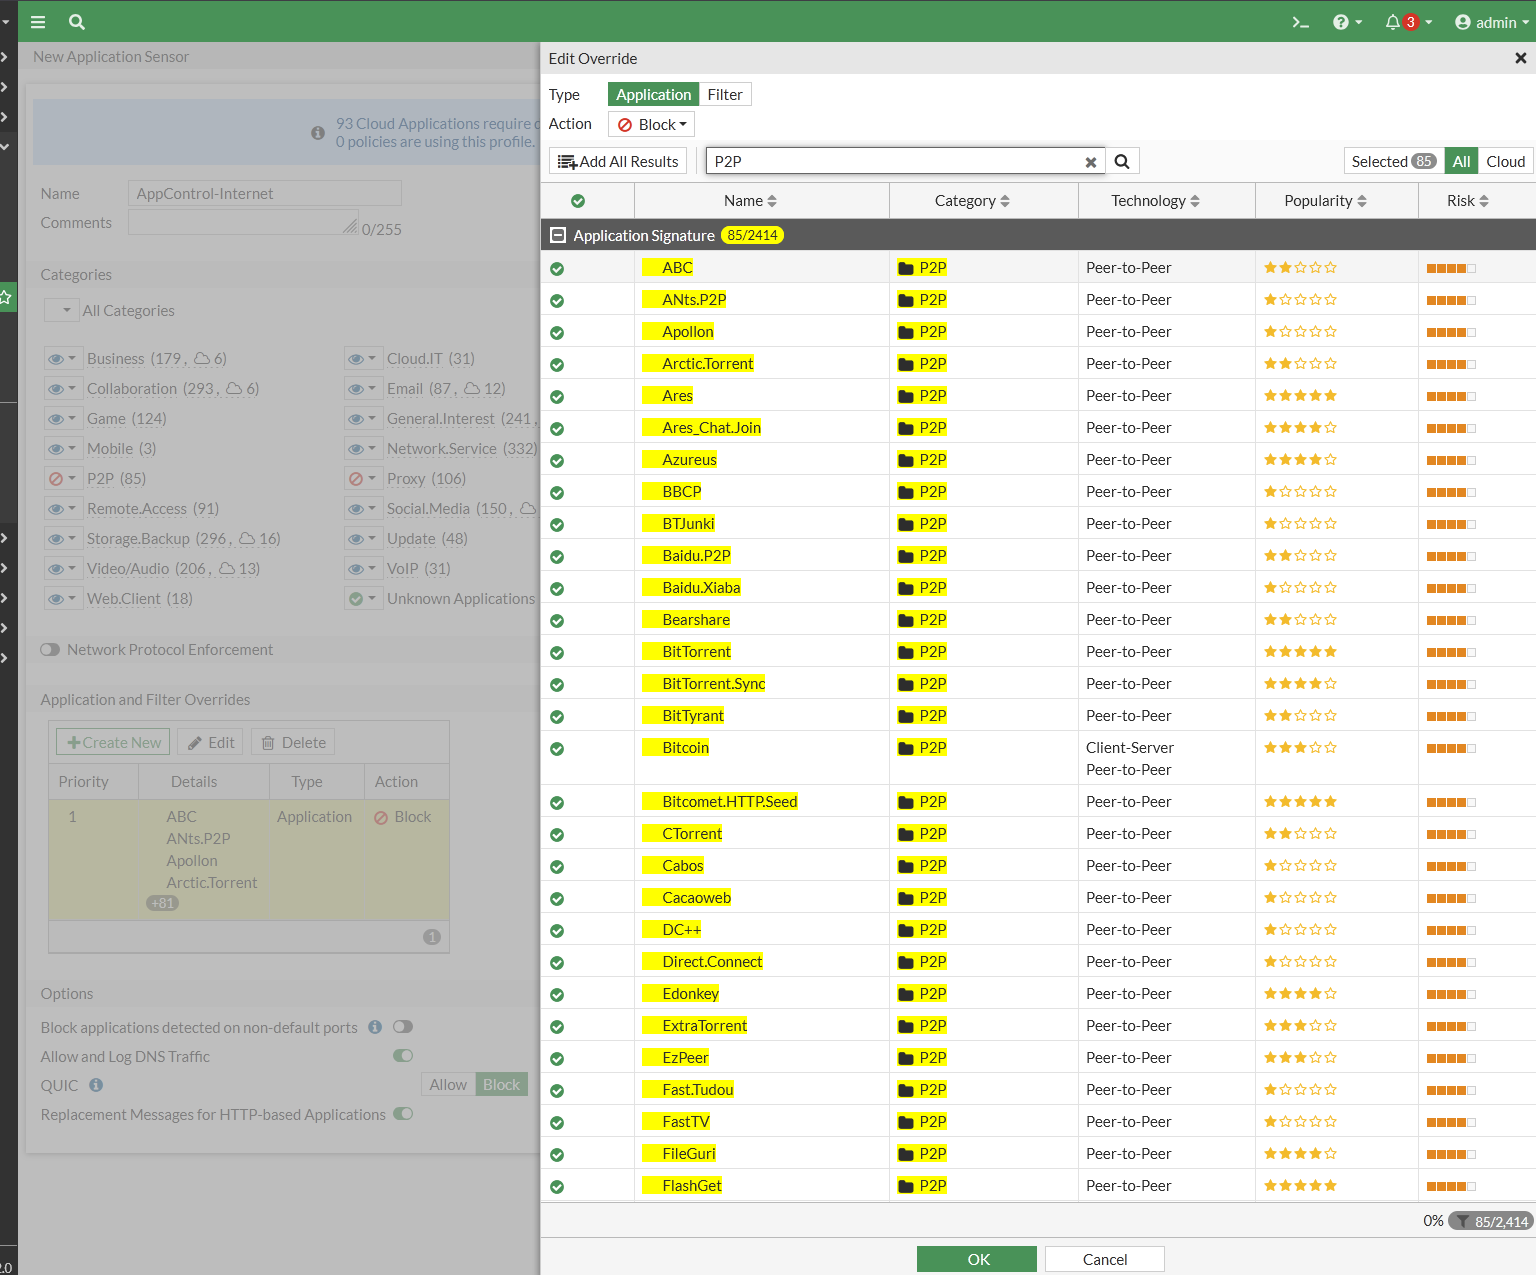 3
admin
New Application Sensor
93 Cloud Applications require d
0 policies are using this profile.
Name
AppControl-Internet
Comments
0/255
Categories
All Categories
Business (179, 6)
Cloud.IT (31)
Collaboration (293, 6)
Email (87, 12)
Game (124)
General.Interest (241,
Mobile (3)
Network.Service (332)
P2P (85)
Proxy (106)
Remote.Access (91)
Social.Media (150,
Storage.Backup (296, 16)
Update (48)
Video/Audio (206, 13)
VoIP (31)
Web.Client (18)
Unknown Applications
Network Protocol Enforcement
Application and Filter Overrides
Create New Edit Delete
Priority Details Type Action
1 ABC Application Block
ANts.P2P
Apollon
Arctic.Torrent
+81
1
Options
Block applications detected on non-default ports
Allow and Log DNS Traffic
QUIC Allow Block
Replacement Messages for HTTP-based Applications
2.0
Edit Override
Type Application Filter
Action Block
Add All Results P2P Selected 85 All Cloud
Name Category Technology Popularity Risk
Application Signature 85/2414
ABC P2P Peer-to-Peer
ANts.P2P P2P Peer-to-Peer
Apollon P2P Peer-to-Peer
Arctic.Torrent P2P Peer-to-Peer
Ares P2P Peer-to-Peer
Ares_Chat.Join P2P Peer-to-Peer
Azureus P2P Peer-to-Peer
BBCP P2P Peer-to-Peer
BTJunki P2P Peer-to-Peer
Baidu.P2P P2P Peer-to-Peer
Baidu.Xiaba P2P Peer-to-Peer
Bearshare P2P Peer-to-Peer
BitTorrent P2P Peer-to-Peer
BitTorrent.Sync P2P Peer-to-Peer
BitTyrant P2P Peer-to-Peer
Bitcoin P2P Client-Server
Peer-to-Peer
Bitcomet.HTTP.Seed P2P Peer-to-Peer
CTorrent P2P Peer-to-Peer
Cabos P2P Peer-to-Peer
Cacaoweb P2P Peer-to-Peer
DC++ P2P Peer-to-Peer
Direct.Connect P2P Peer-to-Peer
Edonkey P2P Peer-to-Peer
ExtraTorrent P2P Peer-to-Peer
EzPeer P2P Peer-to-Peer
Fast.Tudou P2P Peer-to-Peer
FastTV P2P Peer-to-Peer
FileGuri P2P Peer-to-Peer
FlashGet P2P Peer-to-Peer
0% 85/2,414
OK Cancel